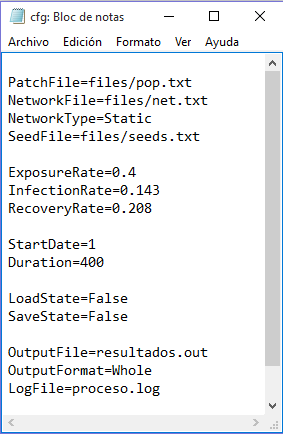 cfg: Bloc de notas
Archivo Edición Formato Ver Ayuda
PatchFile=files/pop.txt
NetworkFile=files/net.txt
NetworkType=Static
SeedFile=files/seeds.txt
ExposureRate=0.4
InfectionRate=0.143
RecoveryRate=0.208
StartDate=1
Duration=400
LoadState=False
SaveState=False
OutputFile=resultados.out
OutputFormat=Whole
LogFile=proceso.log